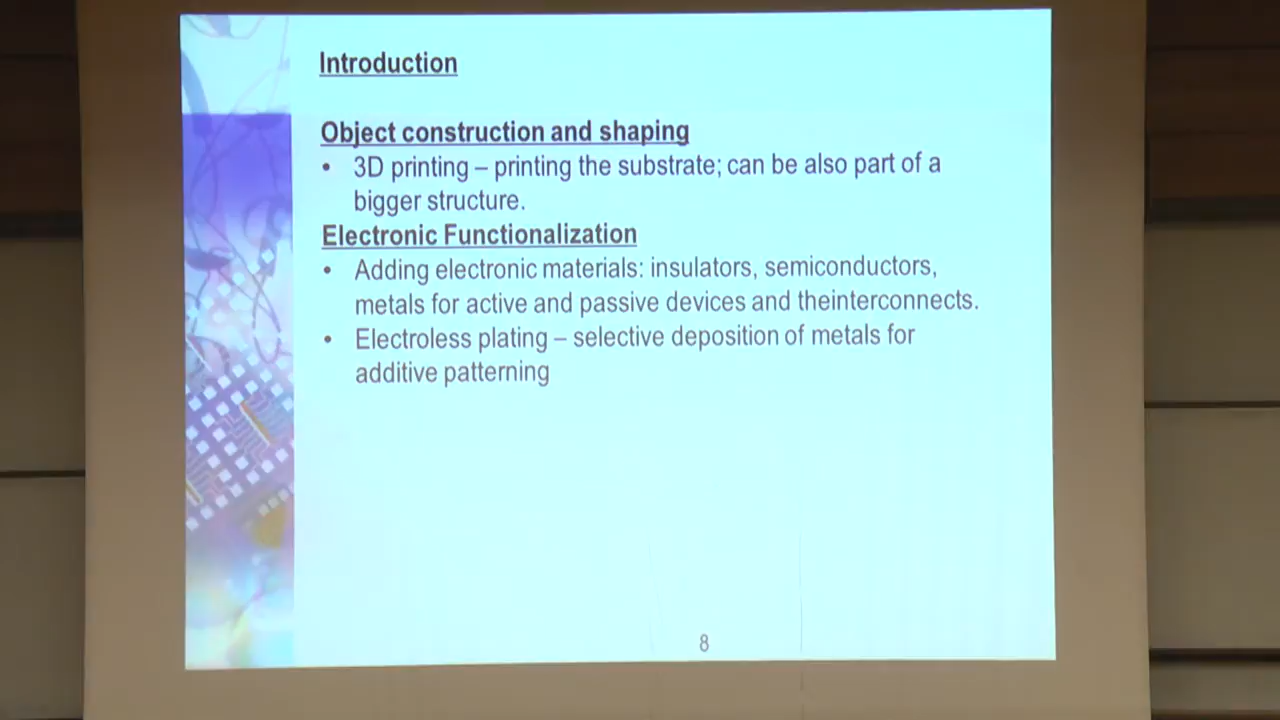 Introduction
Object construction and shaping
• 3D printing – printing the substrate; can be also part of a
bigger structure.
Electronic Functionalization
• Adding electronic materials: insulators, semiconductors,
metals for active and passive devices and theinterconnects.
• Electroless plating – selective deposition of metals for
additive patterning
8